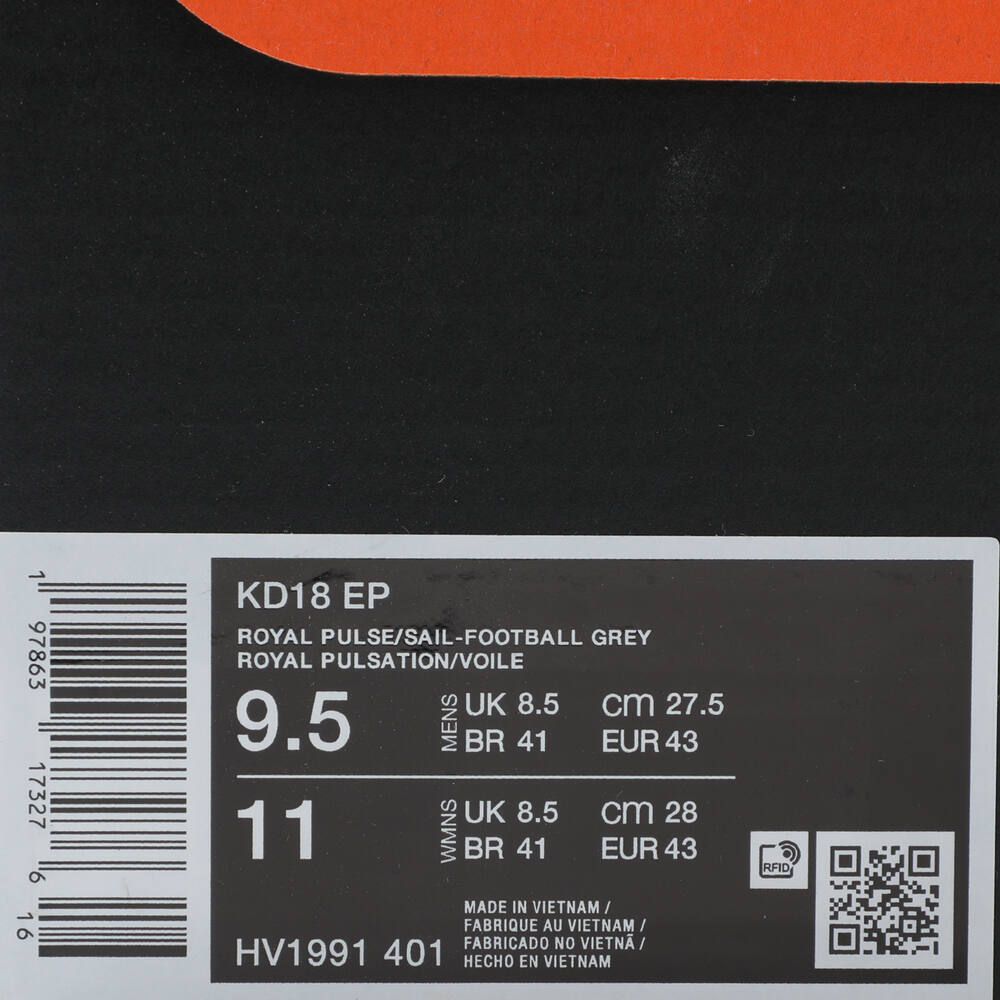 KD18 EP
ROYAL PULSE/SAIL-FOOTBALL GREY
ROYAL PULSATION/VOILE
9.5 MENS UK 8.5 cm 27.5
BR 41 EUR 43
11 WMNS UK 8.5 cm 28
BR 41 EUR 43
RFID
MADE IN VIETNAM /
FABRIQUE AU VIETNAM /
FABRICADO NO VIETNÃ /
HECHO EN VIETNAM
HV1991 401
1 97863 17327 6 16